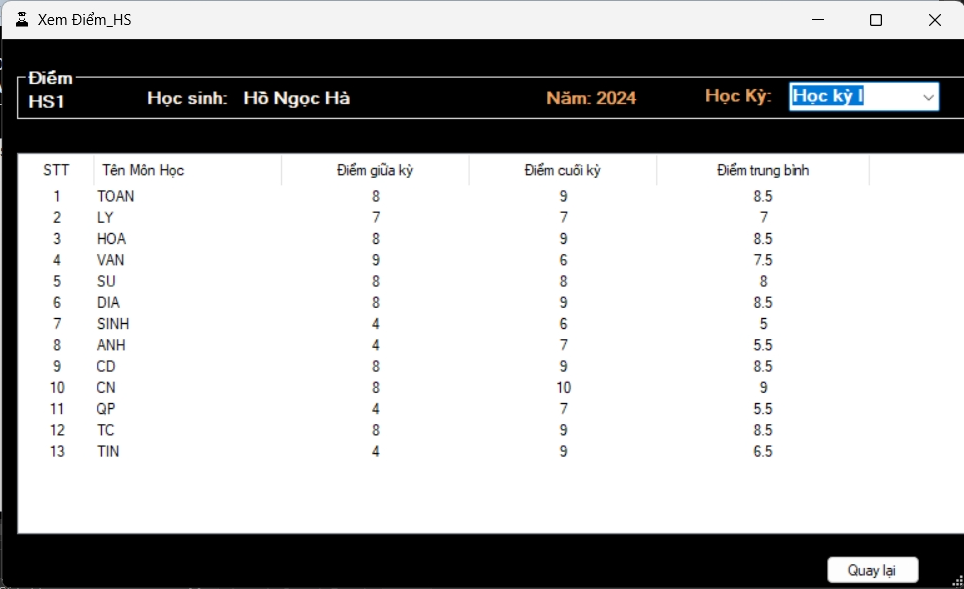 Xem Điểm_HS
Điểm
HS1 Học sinh: Hồ Ngọc Hà Năm: 2024 Học Kỳ: Học kỳ I
STT Tên Môn Học Điểm giữa kỳ Điểm cuối kỳ Điểm trung bình
1 TOAN 8 9 8.5
2 LY 7 7 7
3 HOA 8 9 8.5
4 VAN 9 6 7.5
5 SU 8 8 8
6 DIA 8 9 8.5
7 SINH 4 6 5
8 ANH 4 7 5.5
9 CD 8 9 8.5
10 CN 8 10 9
11 QP 4 7 5.5
12 TC 8 9 8.5
13 TIN 4 9 6.5
Quay lại